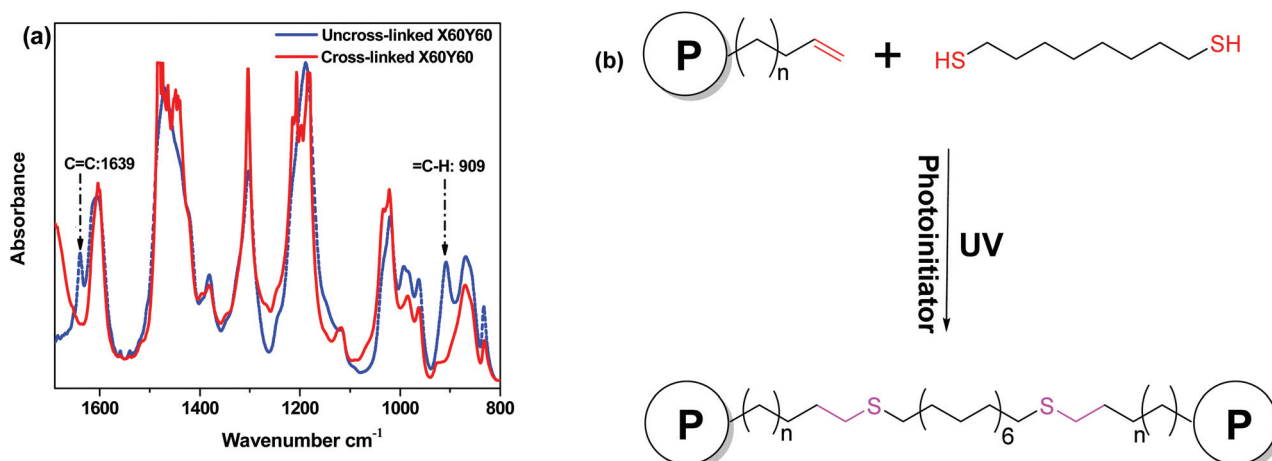 (a)
Uncross-linked X60Y60
Cross-linked X60Y60
C=C:1639
=C-H: 909
Absorbance
1600
1400
1200
1000
800
Wavenumber cm⁻¹
(b)
P
n
+
HS
SH
Photoinitiator
UV
P
n
S
6
S
n
P